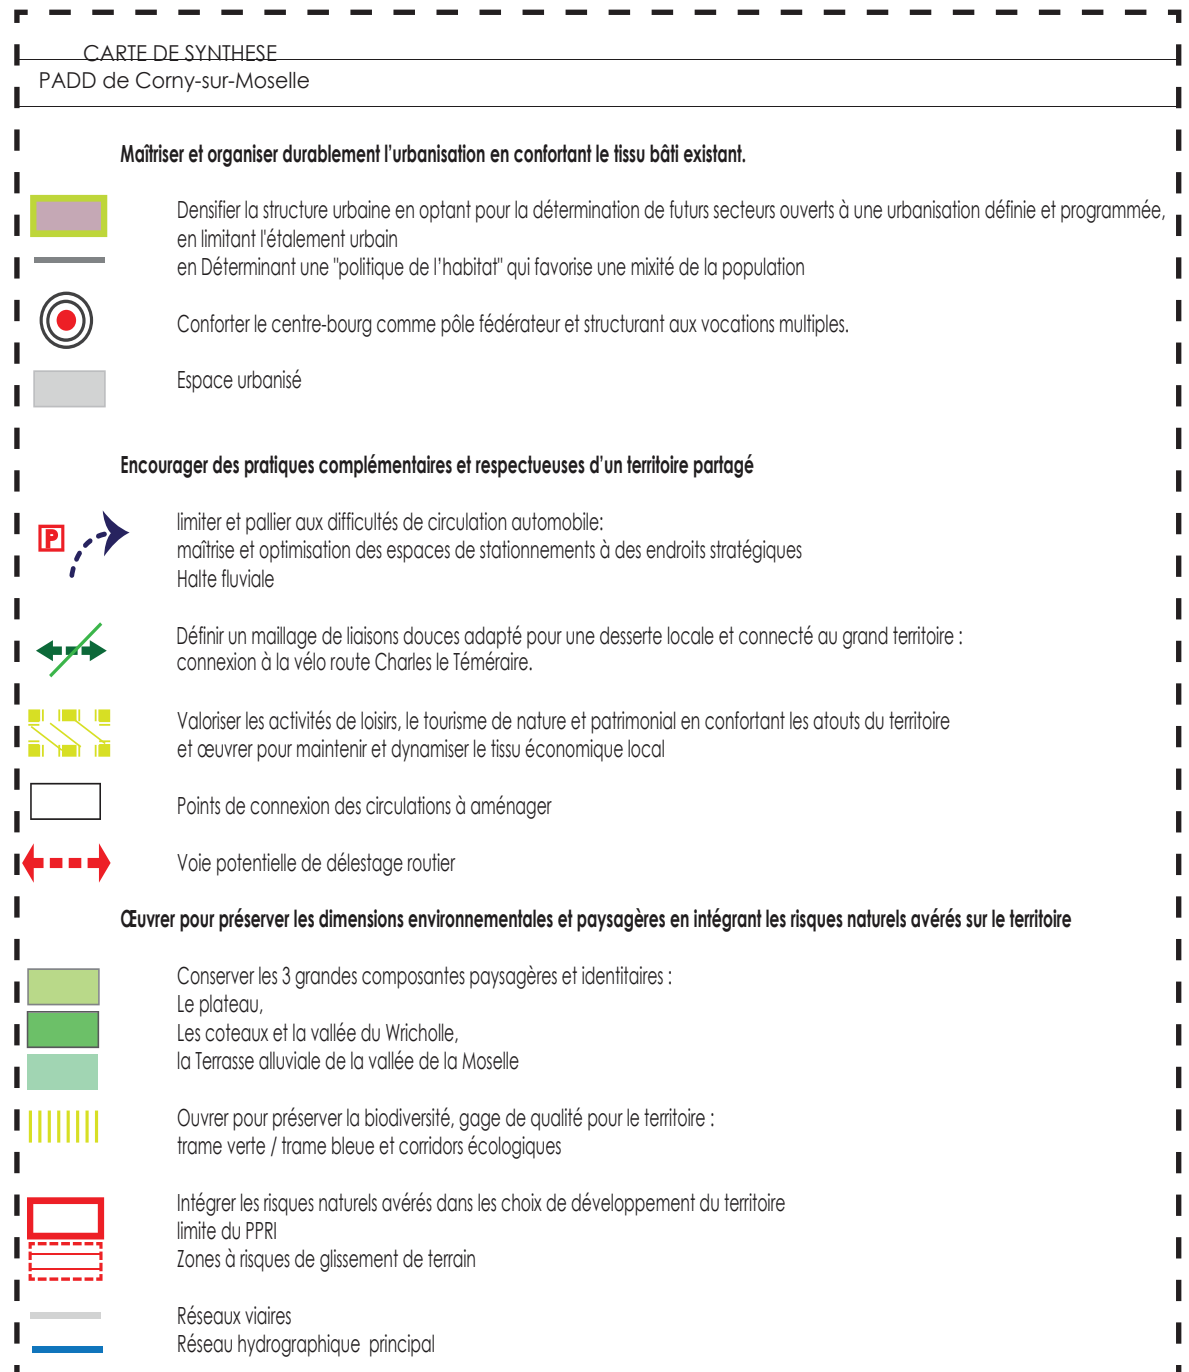 CARTE DE SYNTHESE
PADD de Corny-sur-Moselle
Maîtriser et organiser durablement l'urbanisation en confortant le tissu bâti existant.
Densifier la structure urbaine en optant pour la détermination de futurs secteurs ouverts à une urbanisation définie et programmée,
en limitant l'étalement urbain
en Déterminant une "politique de l'habitat" qui favorise une mixité de la population
Conforter le centre-bourg comme pôle fédérateur et structurant aux vocations multiples.
Espace urbanisé
Encourager des pratiques complémentaires et respectueuses d'un territoire partagé
limiter et pallier aux difficultés de circulation automobile:
P
maîtrise et optimisation des espaces de stationnements à des endroits stratégiques
Halte fluviale
Définir un maillage de liaisons douces adapté pour une desserte locale et connecté au grand territoire :
connexion à la vélo route Charles le Téméraire.
Valoriser les activités de loisirs, le tourisme de nature et patrimonial en confortant les atouts du territoire
et œuvrer pour maintenir et dynamiser le tissu économique local
Points de connexion des circulations à aménager
Voie potentielle de délestage routier
Œuvrer pour préserver les dimensions environnementales et paysagères en intégrant les risques naturels avérés sur le territoire
Conserver les 3 grandes composantes paysagères et identitaires :
Le plateau,
Les coteaux et la vallée du Wricholle,
la Terrasse alluviale de la vallée de la Moselle
Ouvrer pour préserver la biodiversité, gage de qualité pour le territoire :
trame verte / trame bleue et corridors écologiques
Intégrer les risques naturels avérés dans les choix de développement du territoire
limite du PPRI
Zones à risques de glissement de terrain
Réseaux viaires
Réseau hydrographique principal